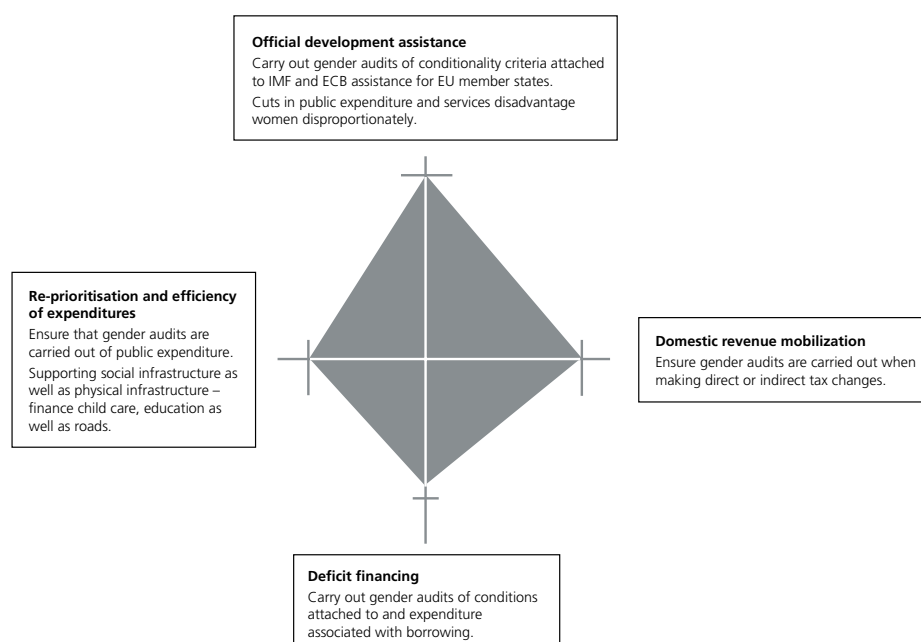 Official development assistance
Carry out gender audits of conditionality criteria attached
to IMF and ECB assistance for EU member states.
Cuts in public expenditure and services disadvantage
women disproportionately.
Re-prioritisation and efficiency
of expenditures
Ensure that gender audits are
carried out of public expenditure.
Supporting social infrastructure as
well as physical infrastructure –
finance child care, education as
well as roads.
Domestic revenue mobilization
Ensure gender audits are carried out when
making direct or indirect tax changes.
Deficit financing
Carry out gender audits of conditions
attached to and expenditure
associated with borrowing.